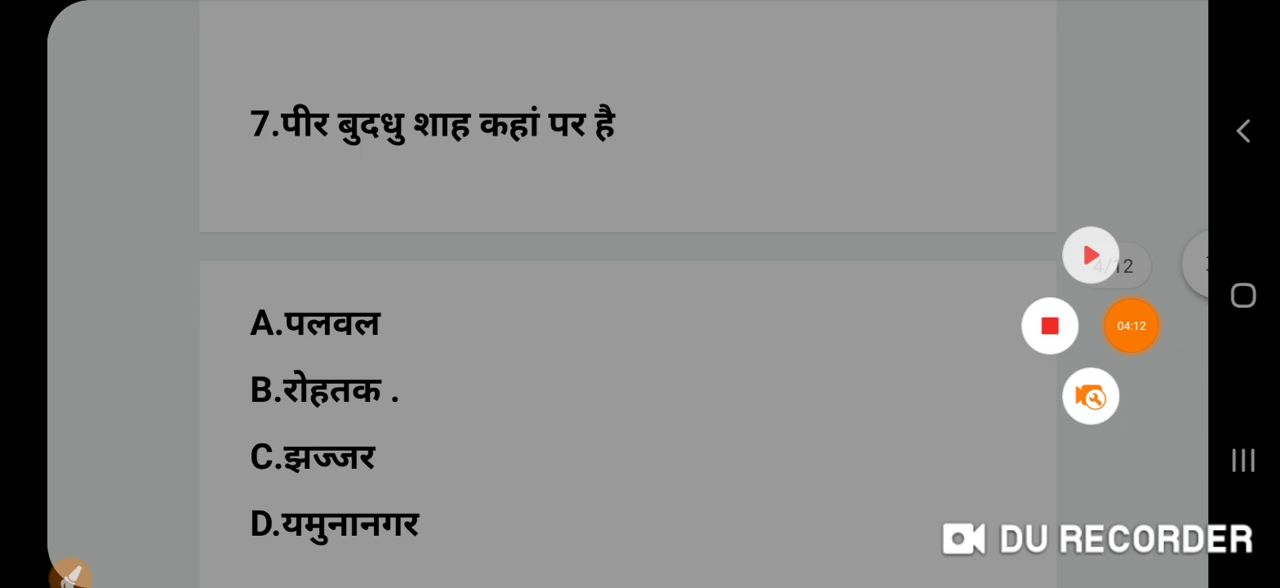 7.पीर बुदधु शाह कहां पर है
4/12
A.पलवल
04:12
B.रोहतक .
C.झज्जर
D.यमुनानगर
DU RECORDER